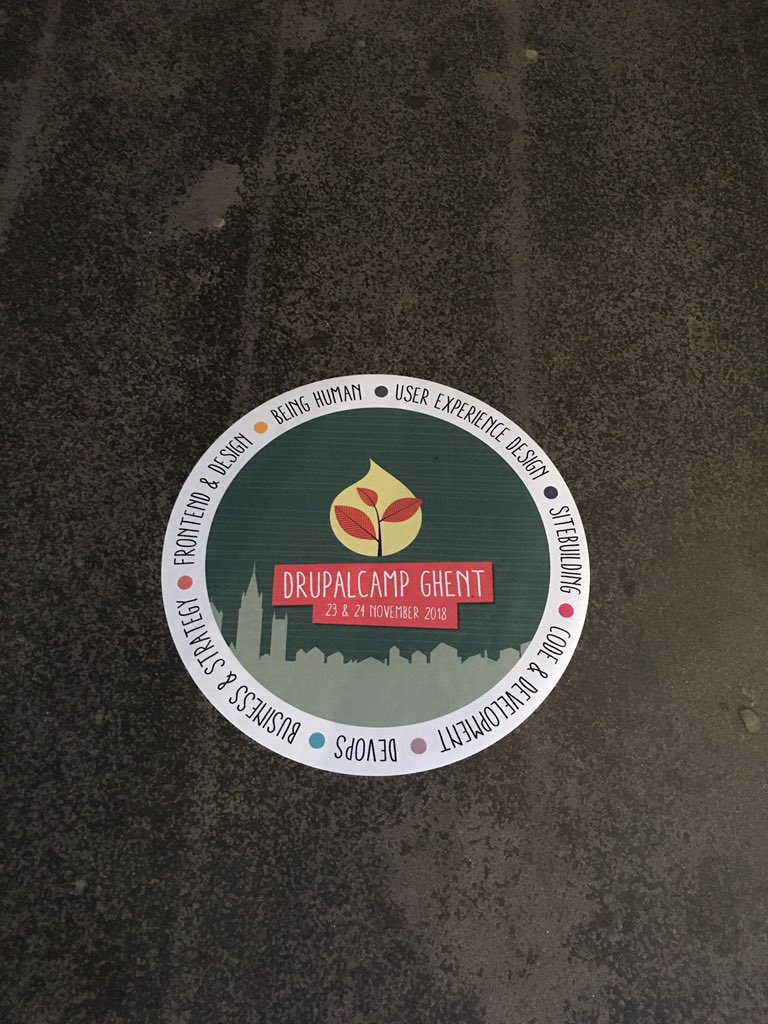 BEING HUMAN
USER EXPERIENCE DESIGN
SITEBUILDING
CODE & DEVELOPMENT
DEVOPS
BUSINESS & STRATEGY
FRONTEND & DESIGN
DRUPALCAMP GHENT
23 & 24 NOVEMBER 2018